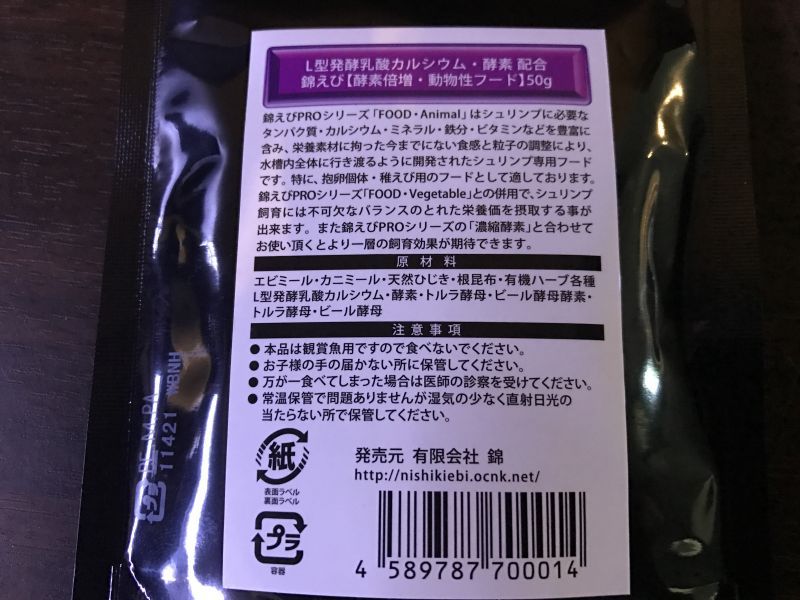 L型発酵乳酸カルシウム・酵素 配合
錦えび【酵素倍増・動物性フード】50g
錦えびPROシリーズ「FOOD・Animal」はシュリンプに必要な
タンパク質・カルシウム・ミネラル・鉄分・ビタミンなどを豊富に
含み、栄養素材に拘った今までにない食感と粒子の調整により、
水槽内全体に行き渡るように開発されたシュリンプ専用フード
です。特に、抱卵個体・稚えび用のフードとして適しております。
錦えびPROシリーズ「FOOD・Vegetable」との併用で、シュリンプ
飼育には不可欠なバランスのとれた栄養価を摂取する事が
出来ます。また錦えびPROシリーズの「濃縮酵素」と合わせて
お使い頂くとより一層の飼育効果が期待できます。
原材料
エビミール・カニミール・天然ひじき・根昆布・有機ハーブ各種
L型発酵乳酸カルシウム・酵素・トルラ酵母・ビール酵母酵素・
トルラ酵母・ビール酵母
注意事項
● 本品は観賞魚用ですので食べないでください。
● お子様の手の届かない所に保管してください。
● 万が一食べてしまった場合は医師の診察を受けてください。
● 常温保管で問題ありませんが湿気の少なく直射日光の
当たらない所で保管してください。
紙
表面ラベル
裏面ラベル
プラ
容器
発売元 有限会社 錦
http://nishikiebi.ocnk.net/
4 589787 700014
プラ
PE, M, PA
11421 WBNH